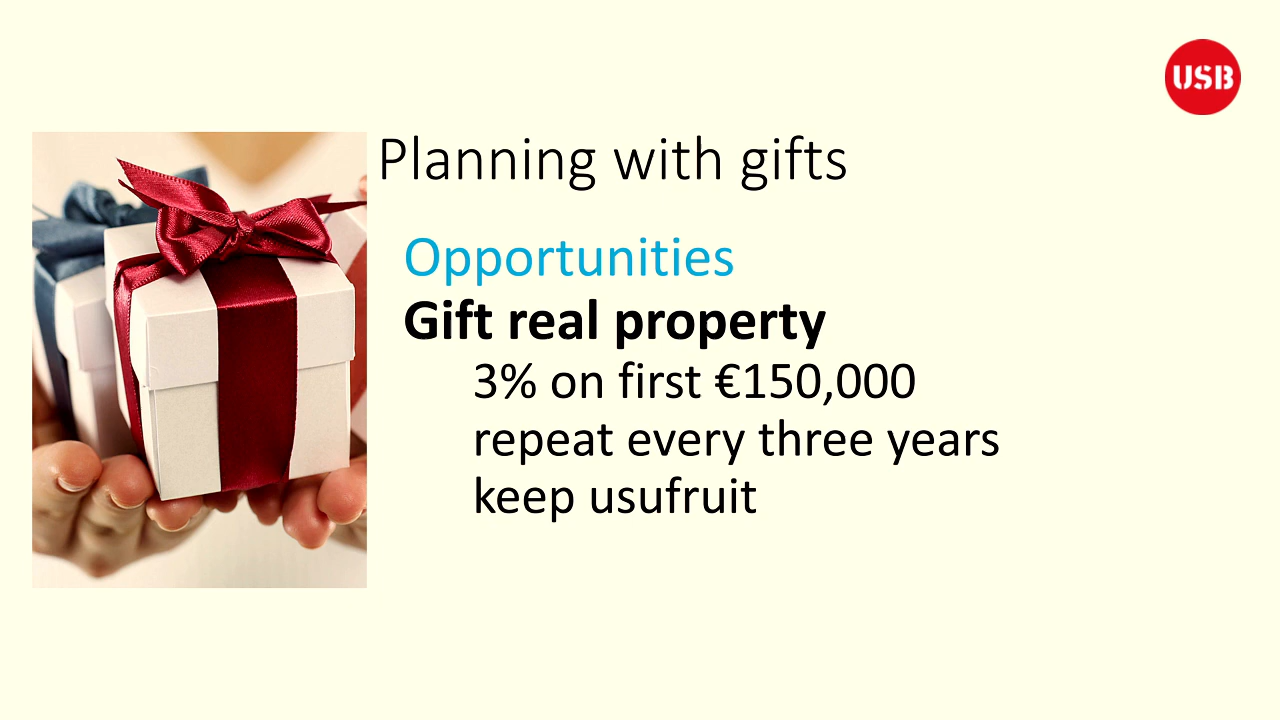 USB
Planning with gifts
Opportunities
Gift real property
3% on first €150,000
repeat every three years
keep usufruit